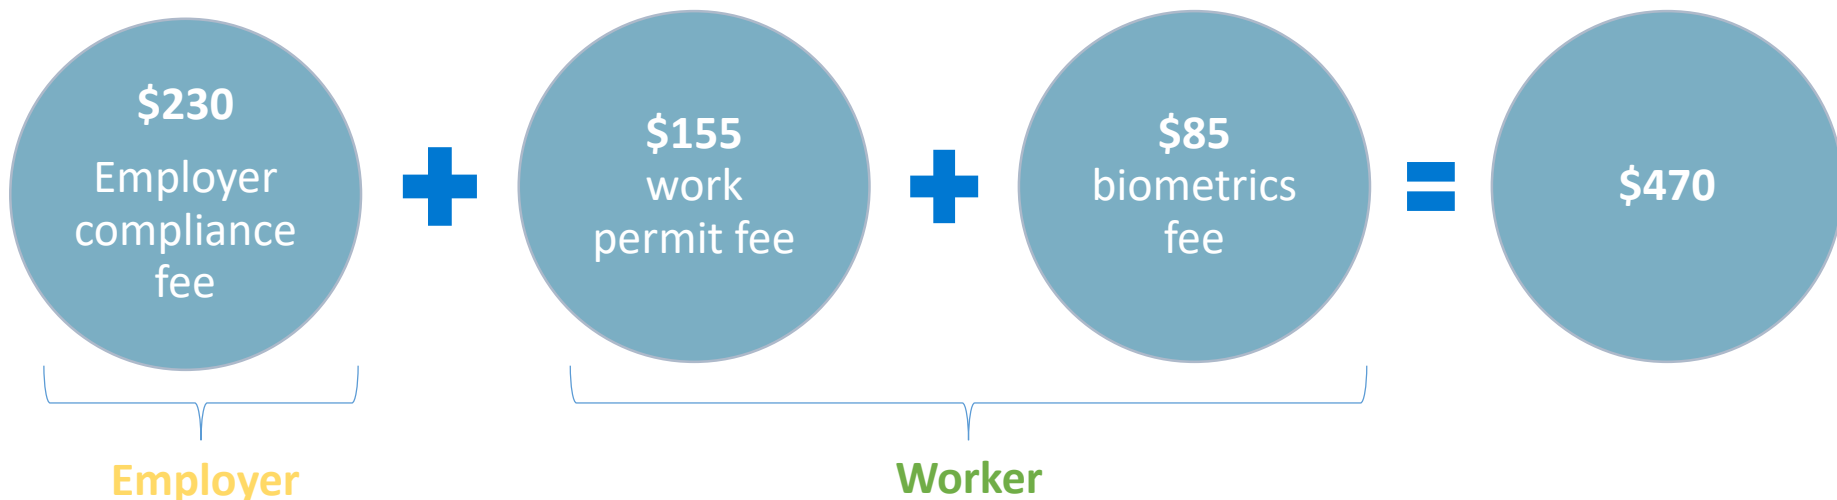 $230
Employer
compliance
fee
$155
work
permit fee
$85
biometrics
fee
$470
Employer
Worker